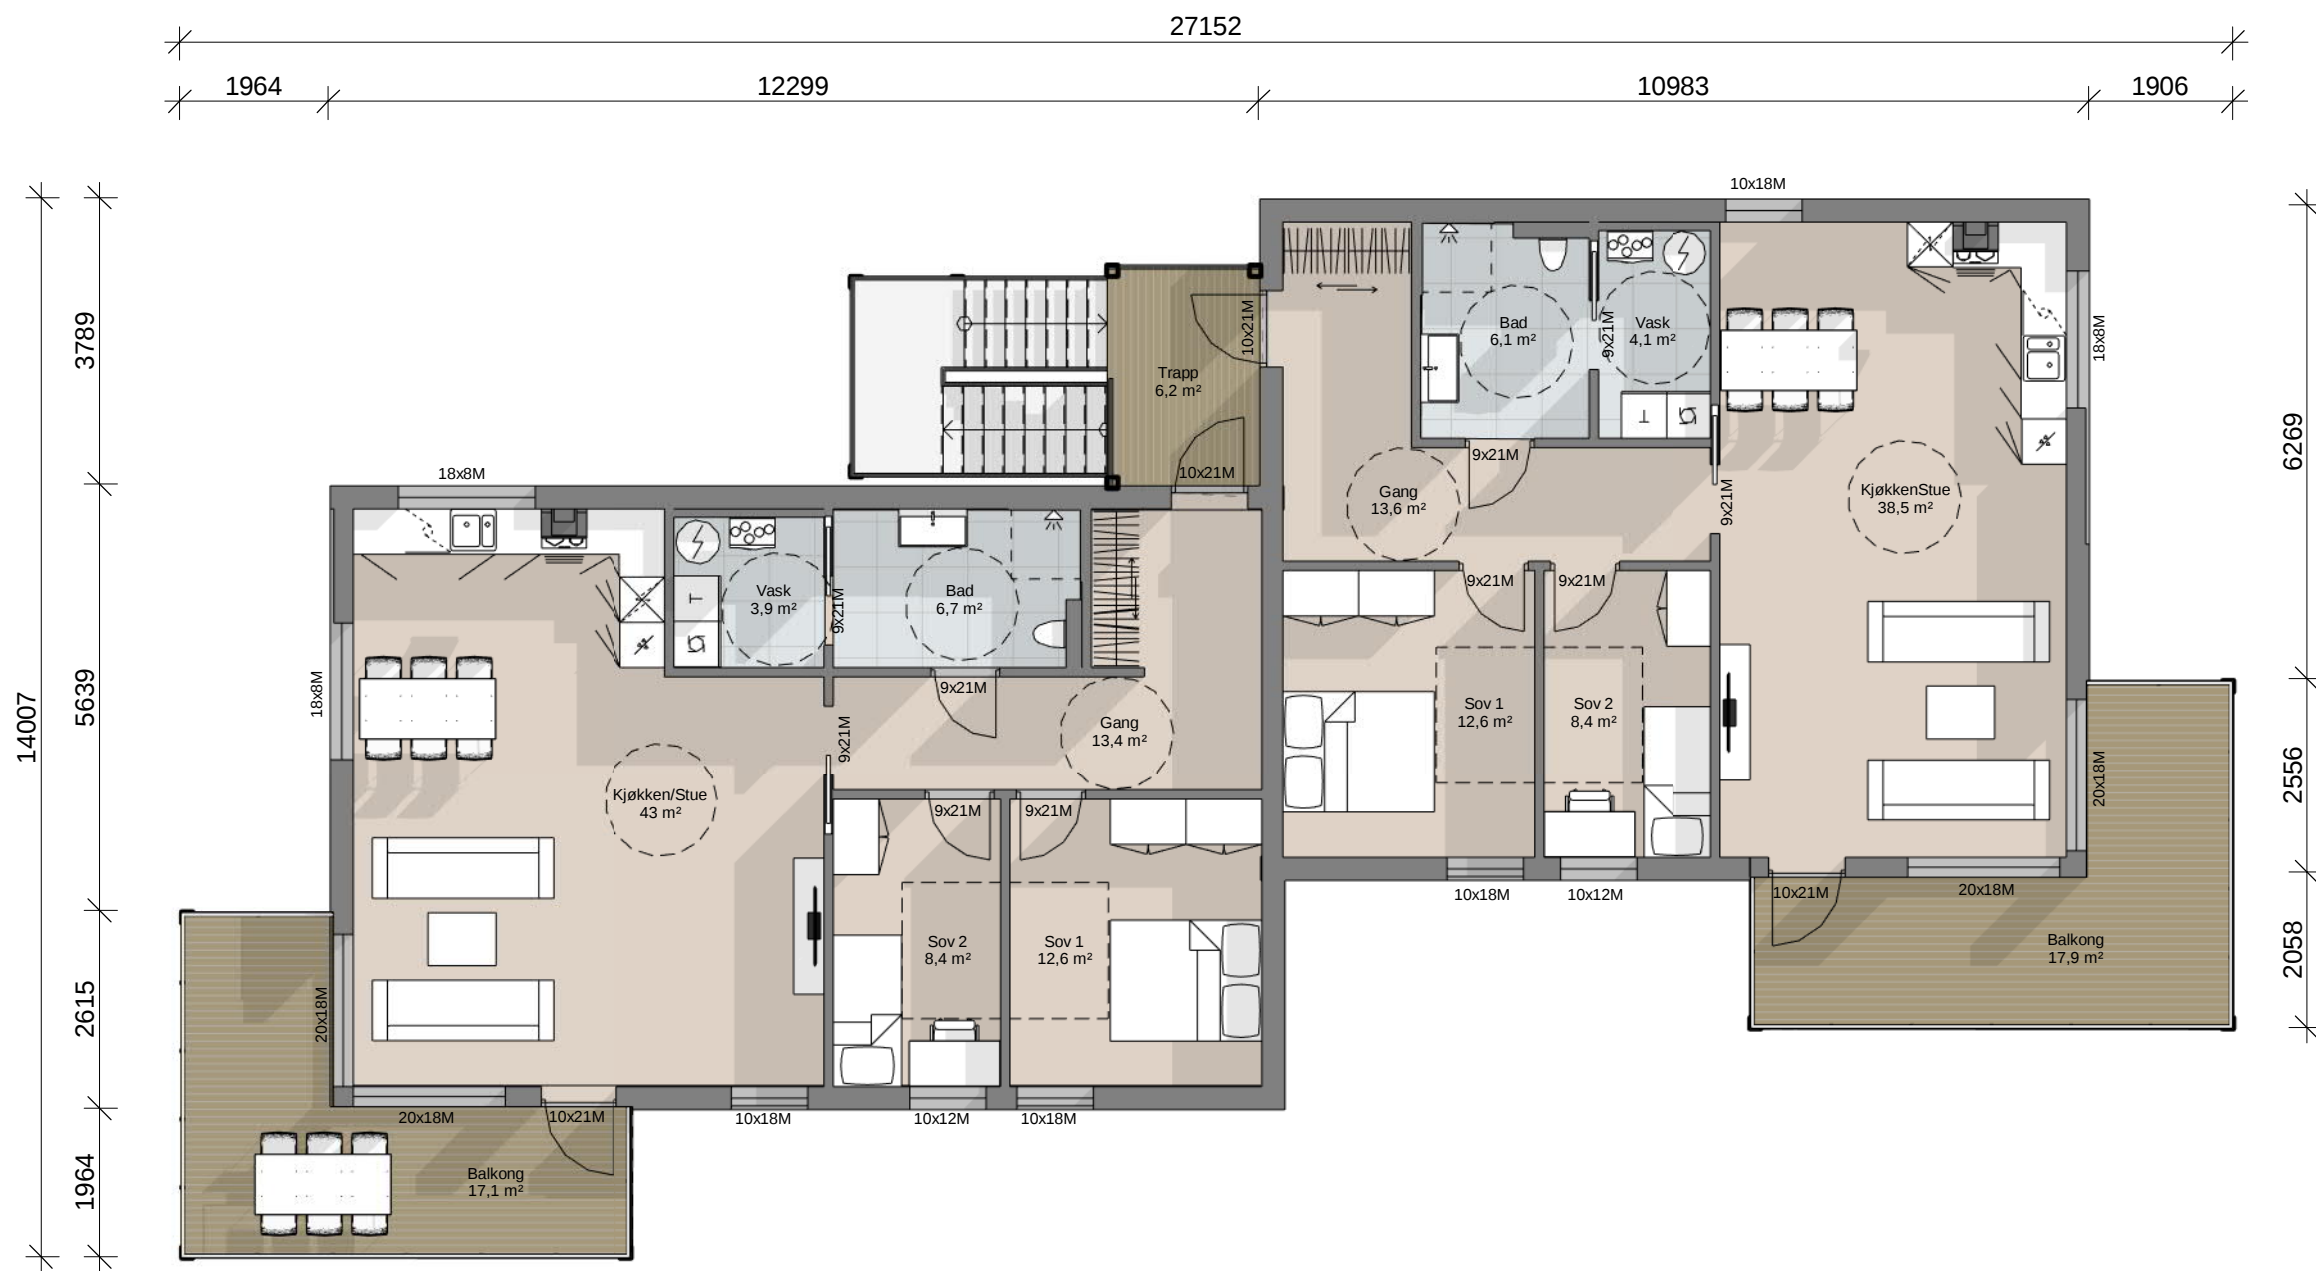 27152
1964
12299
10983
1906
14007
3789
5639
2615
1964
6269
2556
2058
10x18M
18x8M
10x21M
Trapp
6,2 m²
10x21M
Bad
6,1 m²
9x21M
Vask
4,1 m²
9x21M
Gang
13,6 m²
9x21M
KjøkkenStue
38,5 m²
9x21M
9x21M
Sov 1
12,6 m²
Sov 2
8,4 m²
20x18M
10x18M
10x12M
10x21M
20x18M
Balkong
17,9 m²
18x8M
18x8M
Vask
3,9 m²
9x21M
Bad
6,7 m²
9x21M
9x21M
Gang
13,4 m²
Kjøkken/Stue
43 m²
9x21M
9x21M
Sov 2
8,4 m²
Sov 1
12,6 m²
20x18M
20x18M
10x21M
10x18M
10x12M
10x18M
Balkong
17,1 m²